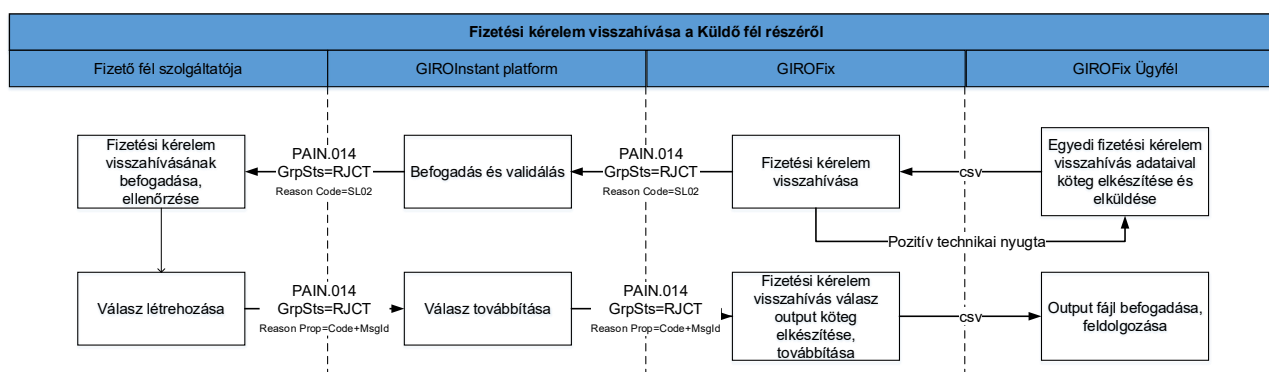 Fizetési kérelem visszahívása a Küldő fél részéről
Fizető fél szolgáltatója
GIROInstant platform
GIROFix
GIROFix Ügyfél
Fizetési kérelem
visszahívásának
befogadása,
ellenőrzése
PAIN.014
GrpSts=RJCT
Reason Code=SL02
Befogadás és validálás
PAIN.014
GrpSts=RJCT
Reason Code=SL02
Fizetési kérelem
visszahívása
csv
Egyedi fizetési kérelem
visszahívás adataival
köteg elkészítése és
elküldése
Pozitív technikai nyugta
Válasz létrehozása
PAIN.014
GrpSts=RJCT
Reason Prop=Code+MsgId
Válasz továbbítása
PAIN.014
GrpSts=RJCT
Reason Prop=Code+MsgId
Fizetési kérelem
visszahívás válasz
output köteg
elkészítése,
továbbítása
csv
Output fájl befogadása,
feldolgozása